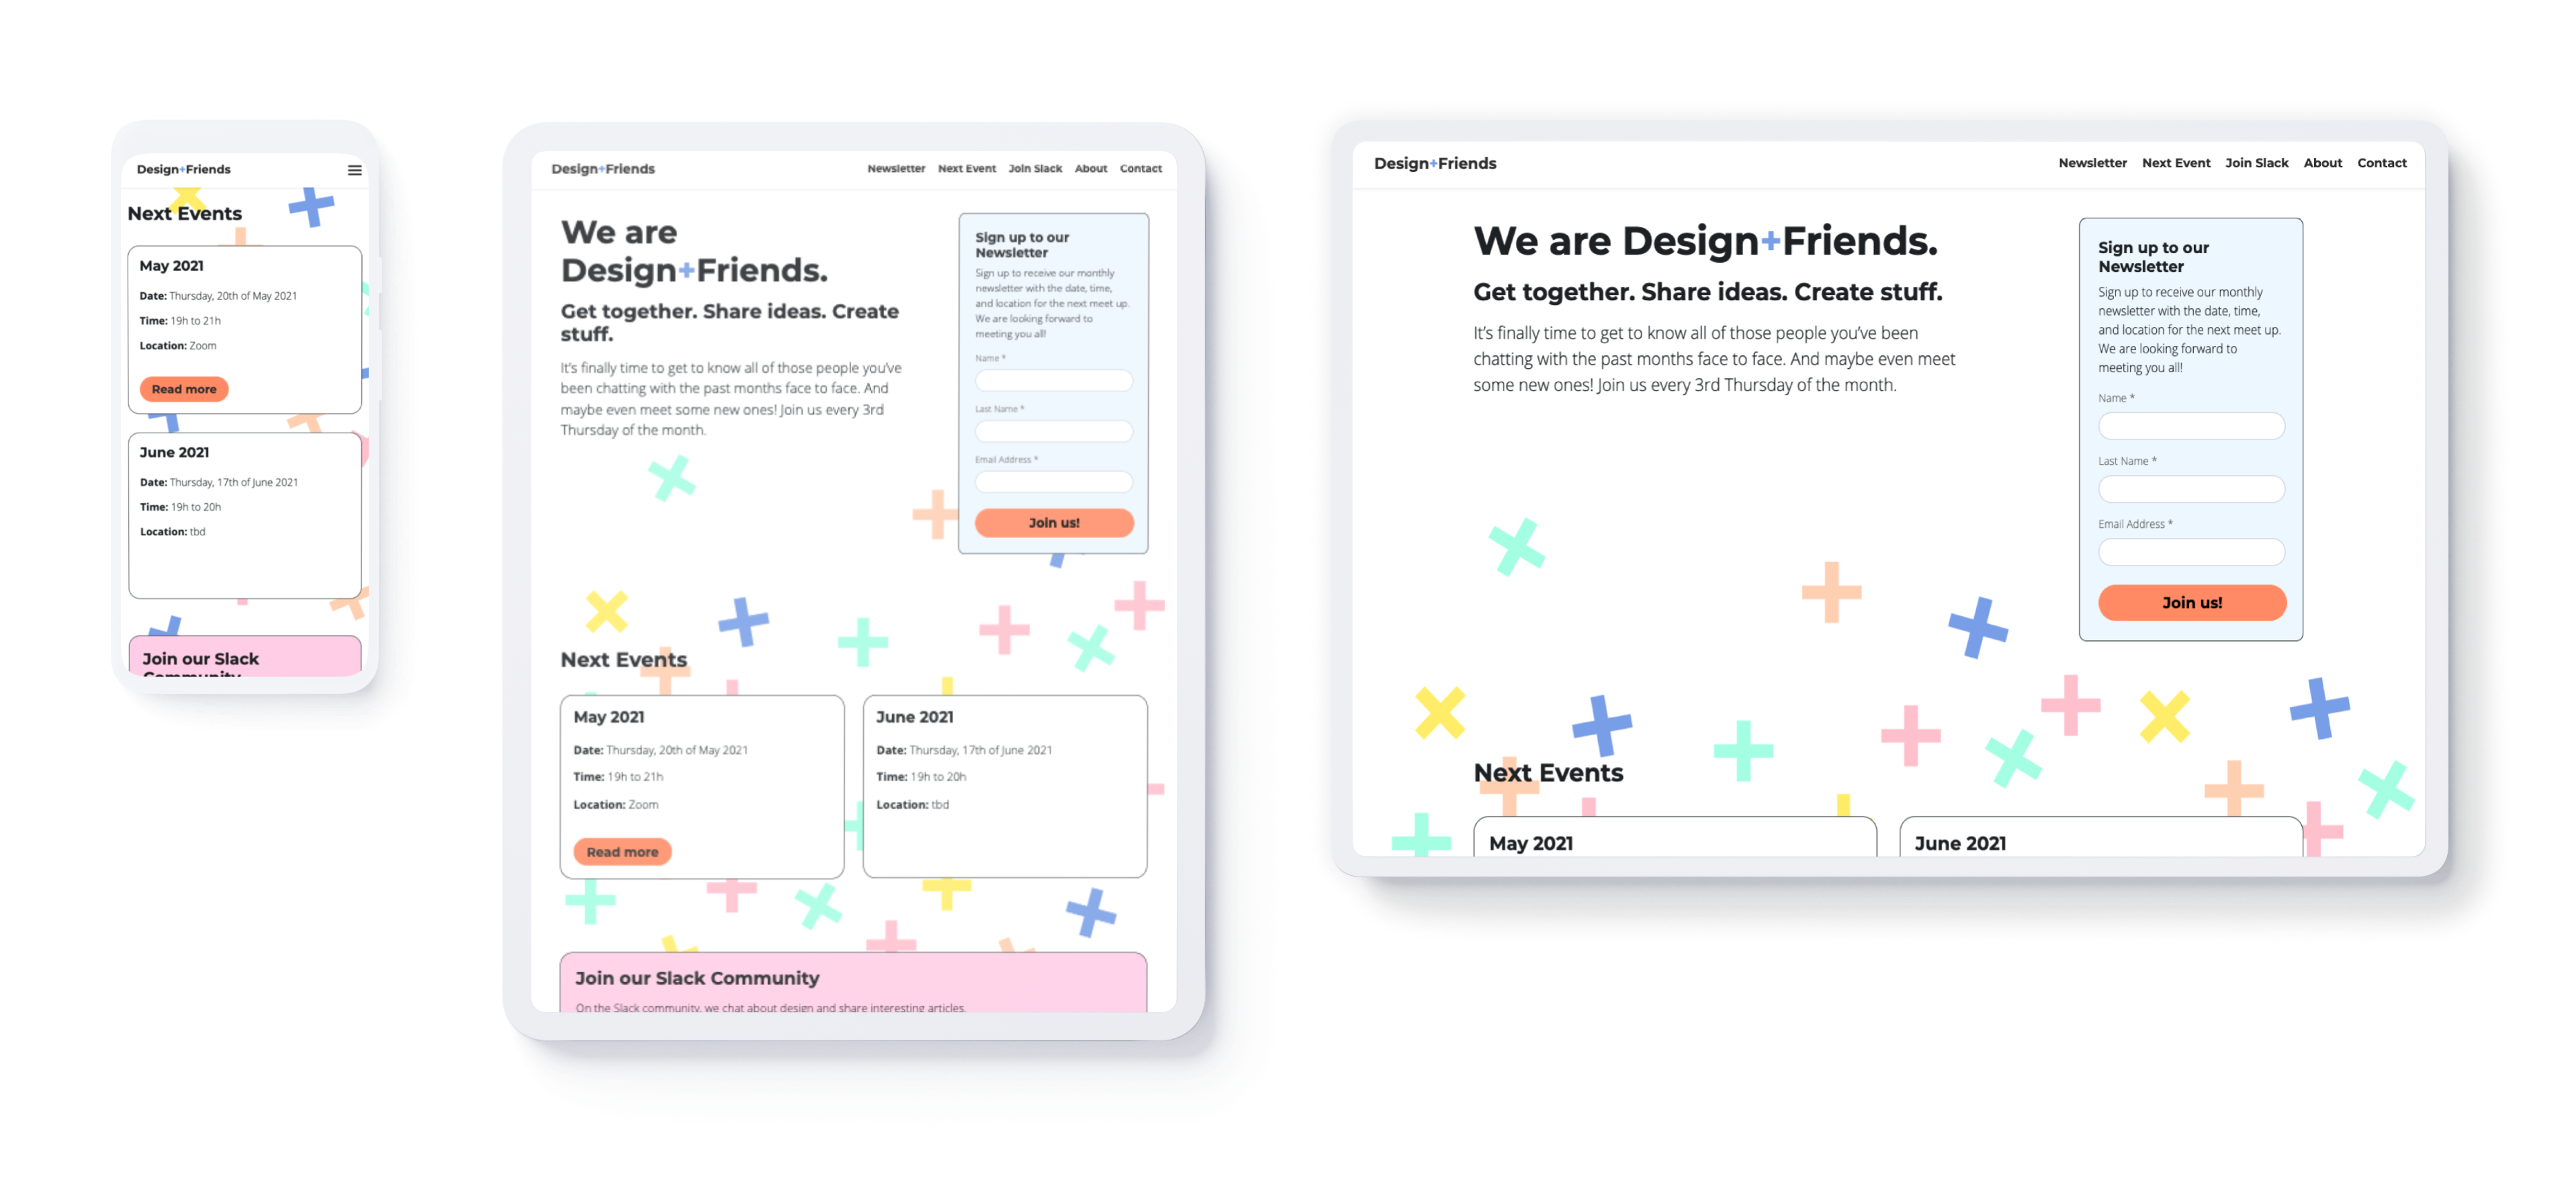 Design+Friends
Next Events
May 2021
Date: Thursday, 20th of May 2021
Time: 19h to 21h
Location: Zoom
Read more
June 2021
Date: Thursday, 17th of June 2021
Time: 19h to 20h
Location: tbd
Join our Slack
Community
Design+Friends
Newsletter Next Event Join Slack About Contact
We are
Design+Friends.
Get together. Share ideas. Create
stuff.
It's finally time to get to know all of those people you've
been chatting with the past months face to face. And
maybe even meet some new ones! Join us every 3rd
Thursday of the month.
Sign up to our
Newsletter
Sign up to receive our monthly
newsletter with the date, time,
and location for the next meet up.
We are looking forward to
meeting you all!
Name *
Last Name *
Email Address *
Join us!
Next Events
May 2021
Date: Thursday, 20th of May 2021
Time: 19h to 21h
Location: Zoom
Read more
June 2021
Date: Thursday, 17th of June 2021
Time: 19h to 20h
Location: tbd
Join our Slack Community
On the Slack community, we chat about design and share interesting articles.
Design+Friends
Newsletter Next Event Join Slack About Contact
We are Design+Friends.
Get together. Share ideas. Create stuff.
It's finally time to get to know all of those people you've been
chatting with the past months face to face. And maybe even meet
some new ones! Join us every 3rd Thursday of the month.
Sign up to our
Newsletter
Sign up to receive our monthly
newsletter with the date, time,
and location for the next meet up.
We are looking forward to
meeting you all!
Name *
Last Name *
Email Address *
Join us!
Next Events
May 2021
June 2021